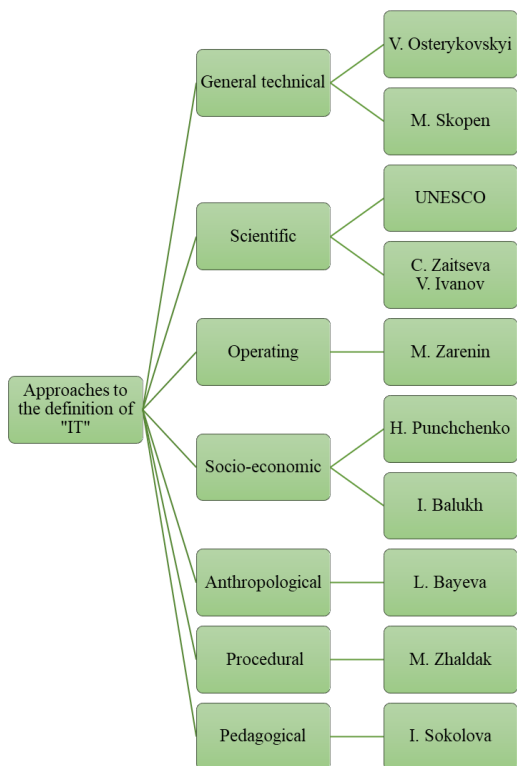 V. Osterykovskyi
General technical
M. Skopen
UNESCO
Scientific
C. Zaitseva
V. Ivanov
Operating
M. Zarenin
Approaches to
the definition of
"IT"
H. Punchchenko
Socio-economic
I. Balukh
Anthropological
L. Bayeva
Procedural
M. Zhaldak
Pedagogical
I. Sokolova